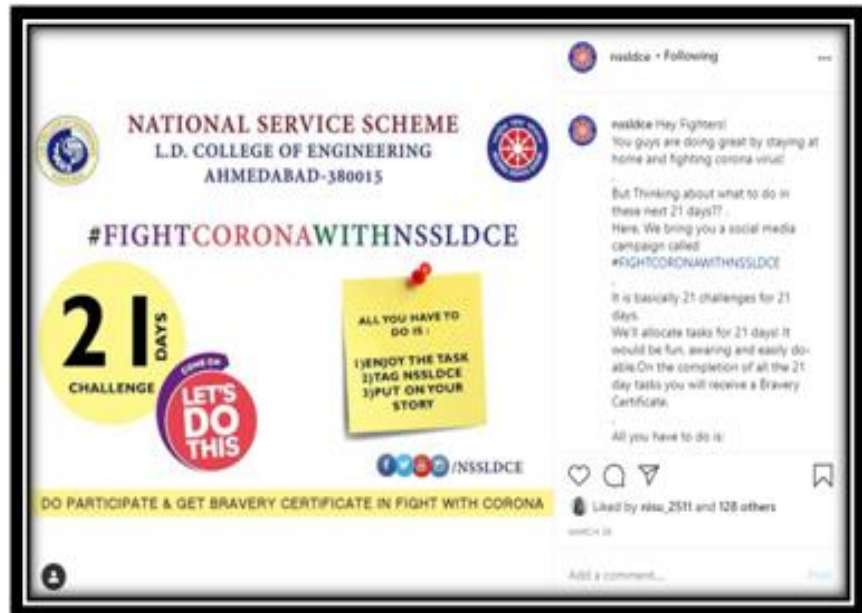 NATIONAL SERVICE SCHEME
L.D. COLLEGE OF ENGINEERING
AHMEDABAD-380015
#FIGHTCORONAWITHNSSLDCE
21
DAYS
CHALLENGE
COME ON
LET'S
DO
THIS
ALL YOU HAVE TO
DO IS :
1)ENJOY THE TASK
2)TAG NSSLDCE
3)PUT ON YOUR
STORY
/NSSLDCE
DO PARTICIPATE & GET BRAVERY CERTIFICATE IN FIGHT WITH CORONA
nssldce • Following
nssldce Hey Fighters!
You guys are doing great by staying at
home and fighting corona virus!
.
But Thinking about what to do in
these next 21 days?? .
Here, We bring you a social media
campaign called
#FIGHTCORONAWITHNSSLDCE
.
It is basically 21 challenges for 21
days.
We'll allocate tasks for 21 days! It
would be fun, awaring and easily do-
able.On the completion of all the 21
day tasks you will receive a Bravery
Certificate.
.
All you have to do is:
Liked by nisu_2511 and 128 others
MARCH
Add a comment...
Post